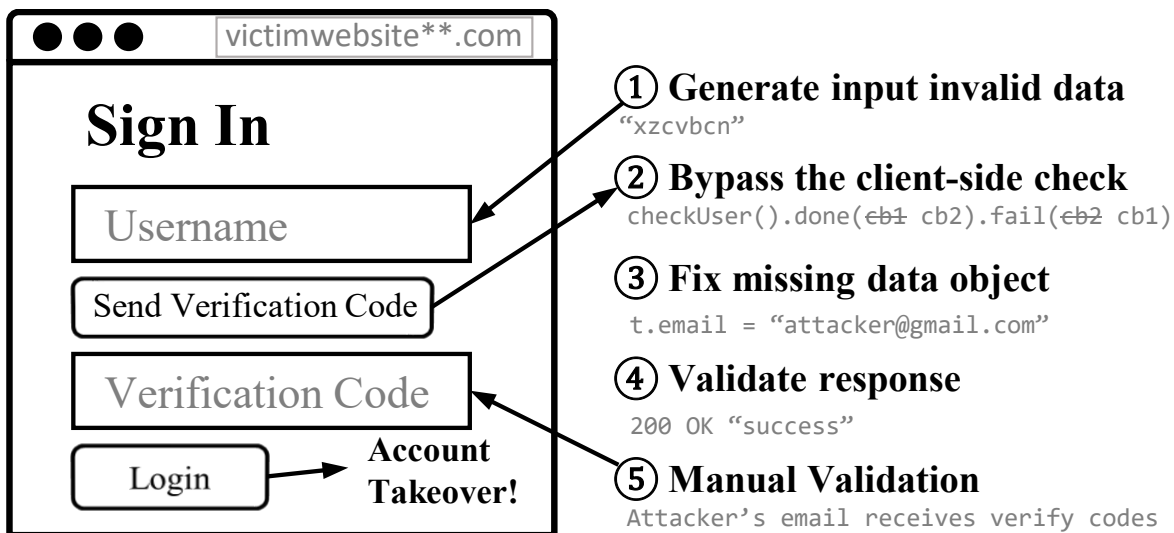 victimwebsite**.com
Sign In
Username
Send Verification Code
Verification Code
Login
Account
Takeover!
① Generate input invalid data
“xzcvbcn”
② Bypass the client-side check
checkUser().done(cb1 cb2).fail(cb2 cb1)
③ Fix missing data object
t.email = “attacker@gmail.com”
④ Validate response
200 OK “success”
⑤ Manual Validation
Attacker’s email receives verify codes